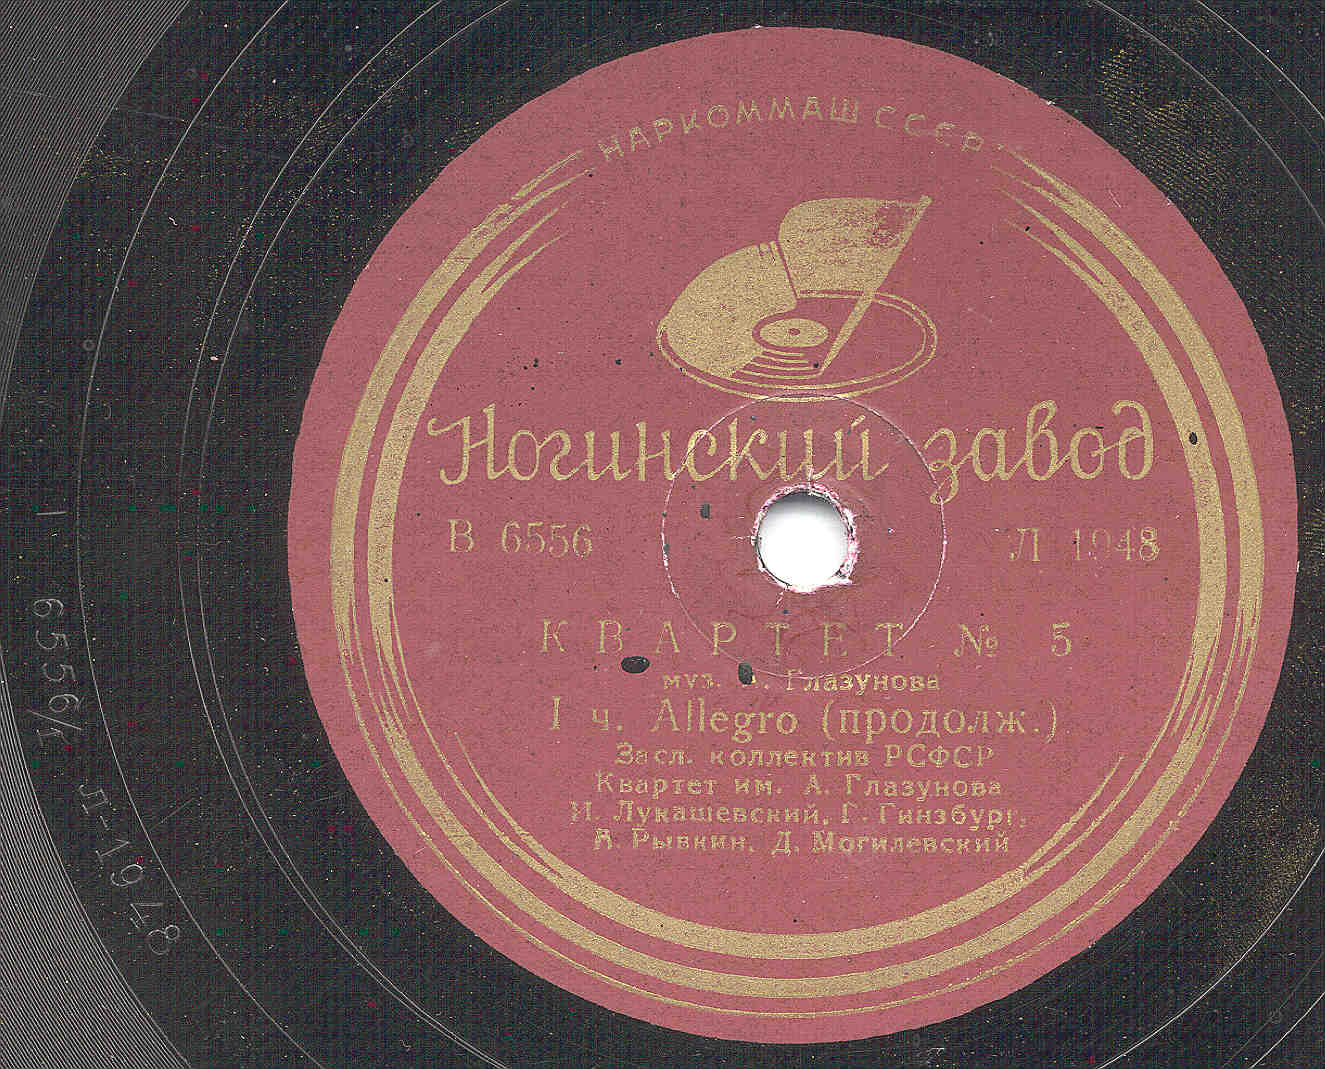 НАРКОММАШ СССР
Ногинский завод
В 6556
Л 1948
КВАРТЕТ № 5
муз. Глазунова
I ч. Allegro (продолж.)
Засл. коллектив РСФСР
Квартет им. А. Глазунова
И. Лукашевский, Г. Гинзбург,
А. Рывкин, Д. Могилевский
1 6556/1 Л-1948